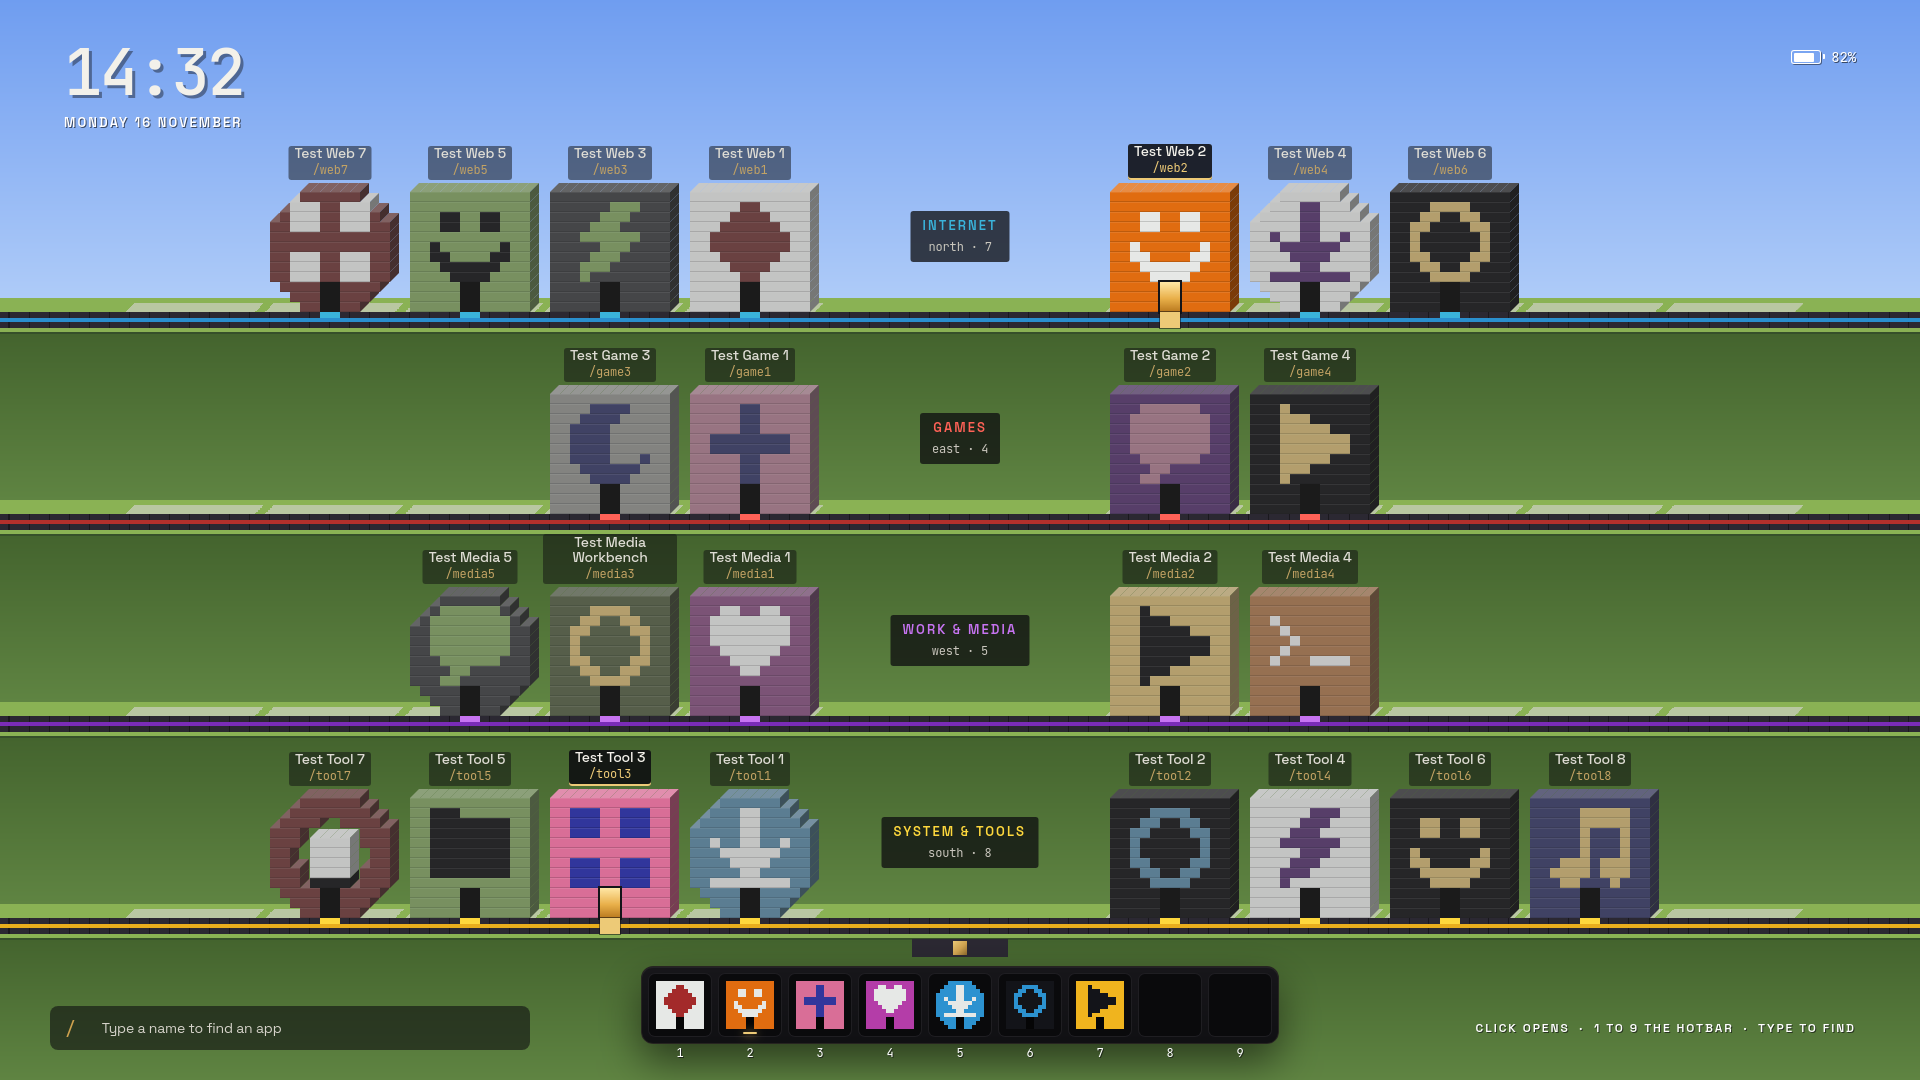 14:32
MONDAY 16 NOVEMBER
82%
Test Web 7
/web7
Test Web 5
/web5
Test Web 3
/web3
Test Web 1
/web1
INTERNET
north · 7
Test Web 2
/web2
Test Web 4
/web4
Test Web 6
/web6
Test Game 3
/game3
Test Game 1
/game1
GAMES
east · 4
Test Game 2
/game2
Test Game 4
/game4
Test Media 5
/media5
Test Media
Workbench
/media3
Test Media 1
/media1
WORK & MEDIA
west · 5
Test Media 2
/media2
Test Media 4
/media4
Test Tool 7
/tool7
Test Tool 5
/tool5
Test Tool 3
/tool3
Test Tool 1
/tool1
SYSTEM & TOOLS
south · 8
Test Tool 2
/tool2
Test Tool 4
/tool4
Test Tool 6
/tool6
Test Tool 8
/tool8
/ Type a name to find an app
1 2 3 4 5 6 7 8 9
CLICK OPENS · 1 TO 9 THE HOTBAR · TYPE TO FIND